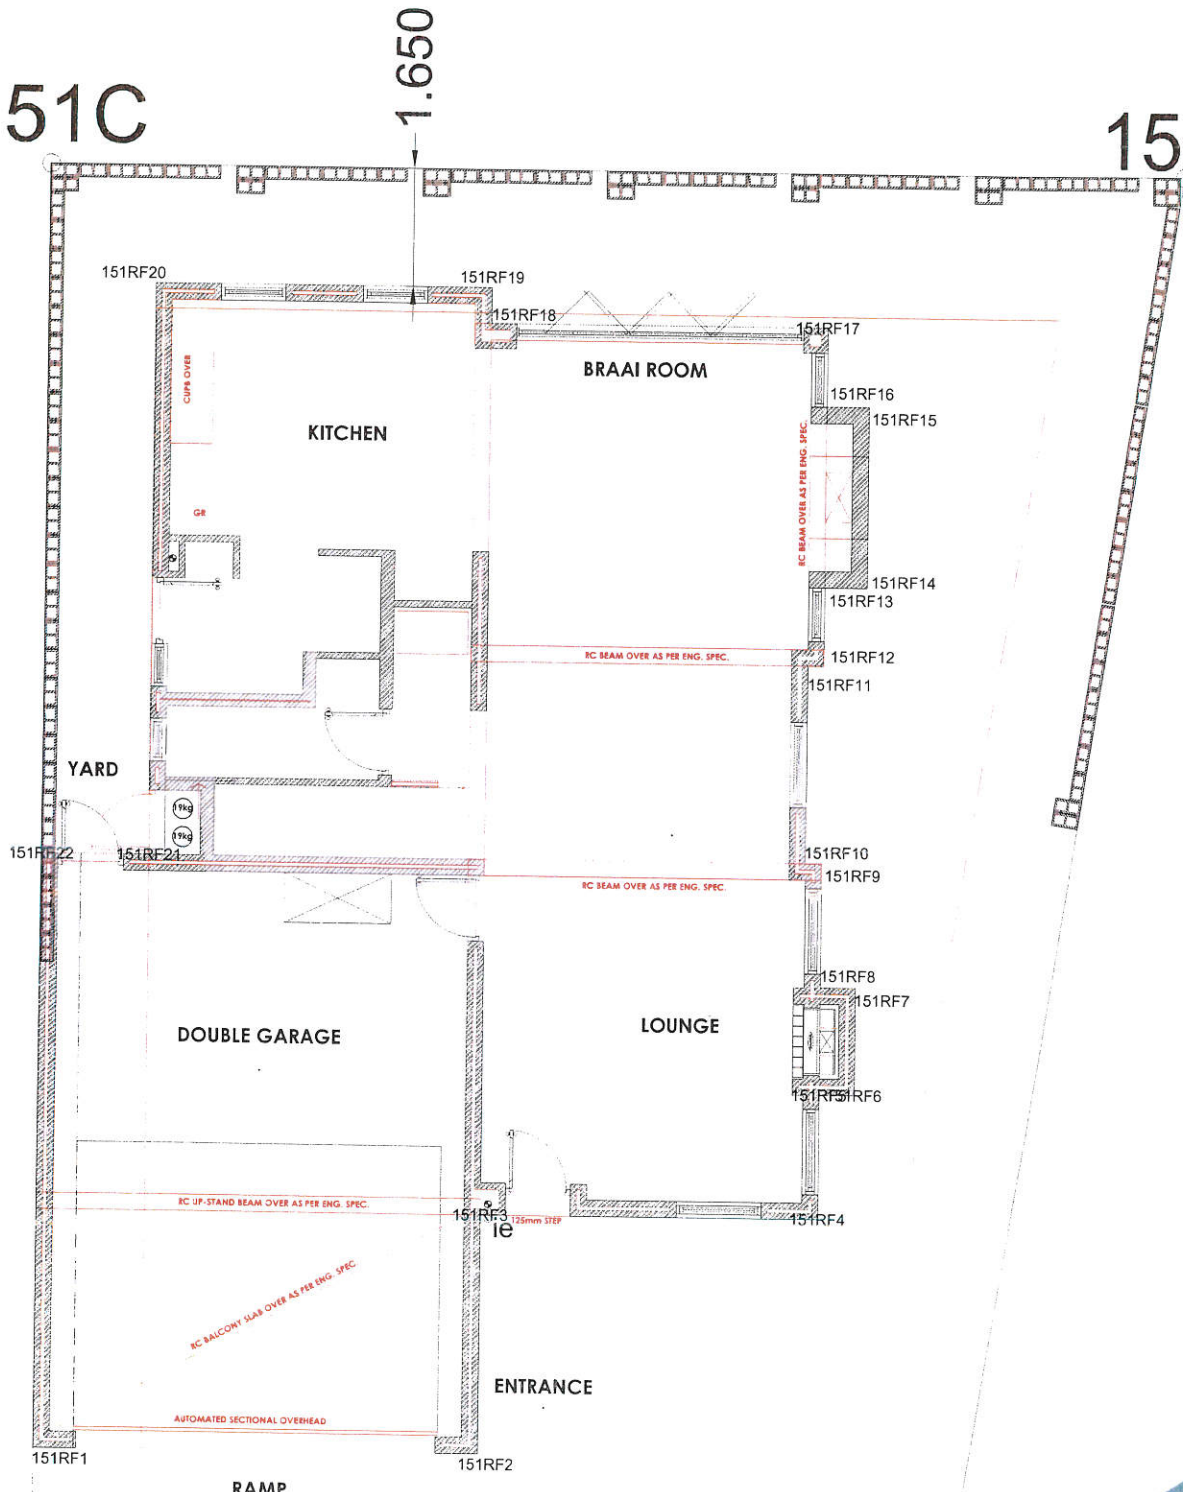 1.650
51C
15
151RF20
151RF19
151RF18
151RF17
BRAAI ROOM
CUPB OVER
151RF16
151RF15
KITCHEN
RC BEAM OVER AS PER ENG. SPEC.
GR
151RF14
151RF13
RC BEAM OVER AS PER ENG. SPEC.
151RF12
151RF11
YARD
19kg
19kg
151RF22
151RF21
151RF10
151RF9
RC BEAM OVER AS PER ENG. SPEC.
151RF8
151RF7
DOUBLE GARAGE
LOUNGE
151RF5
151RF6
RC UP-STAND BEAM OVER AS PER ENG. SPEC.
151RF3
125mm STEP
151RF4
ie
RC BALCONY SLAB OVER AS PER ENG. SPEC.
ENTRANCE
AUTOMATED SECTIONAL OVERHEAD
151RF1
151RF2
RAMP